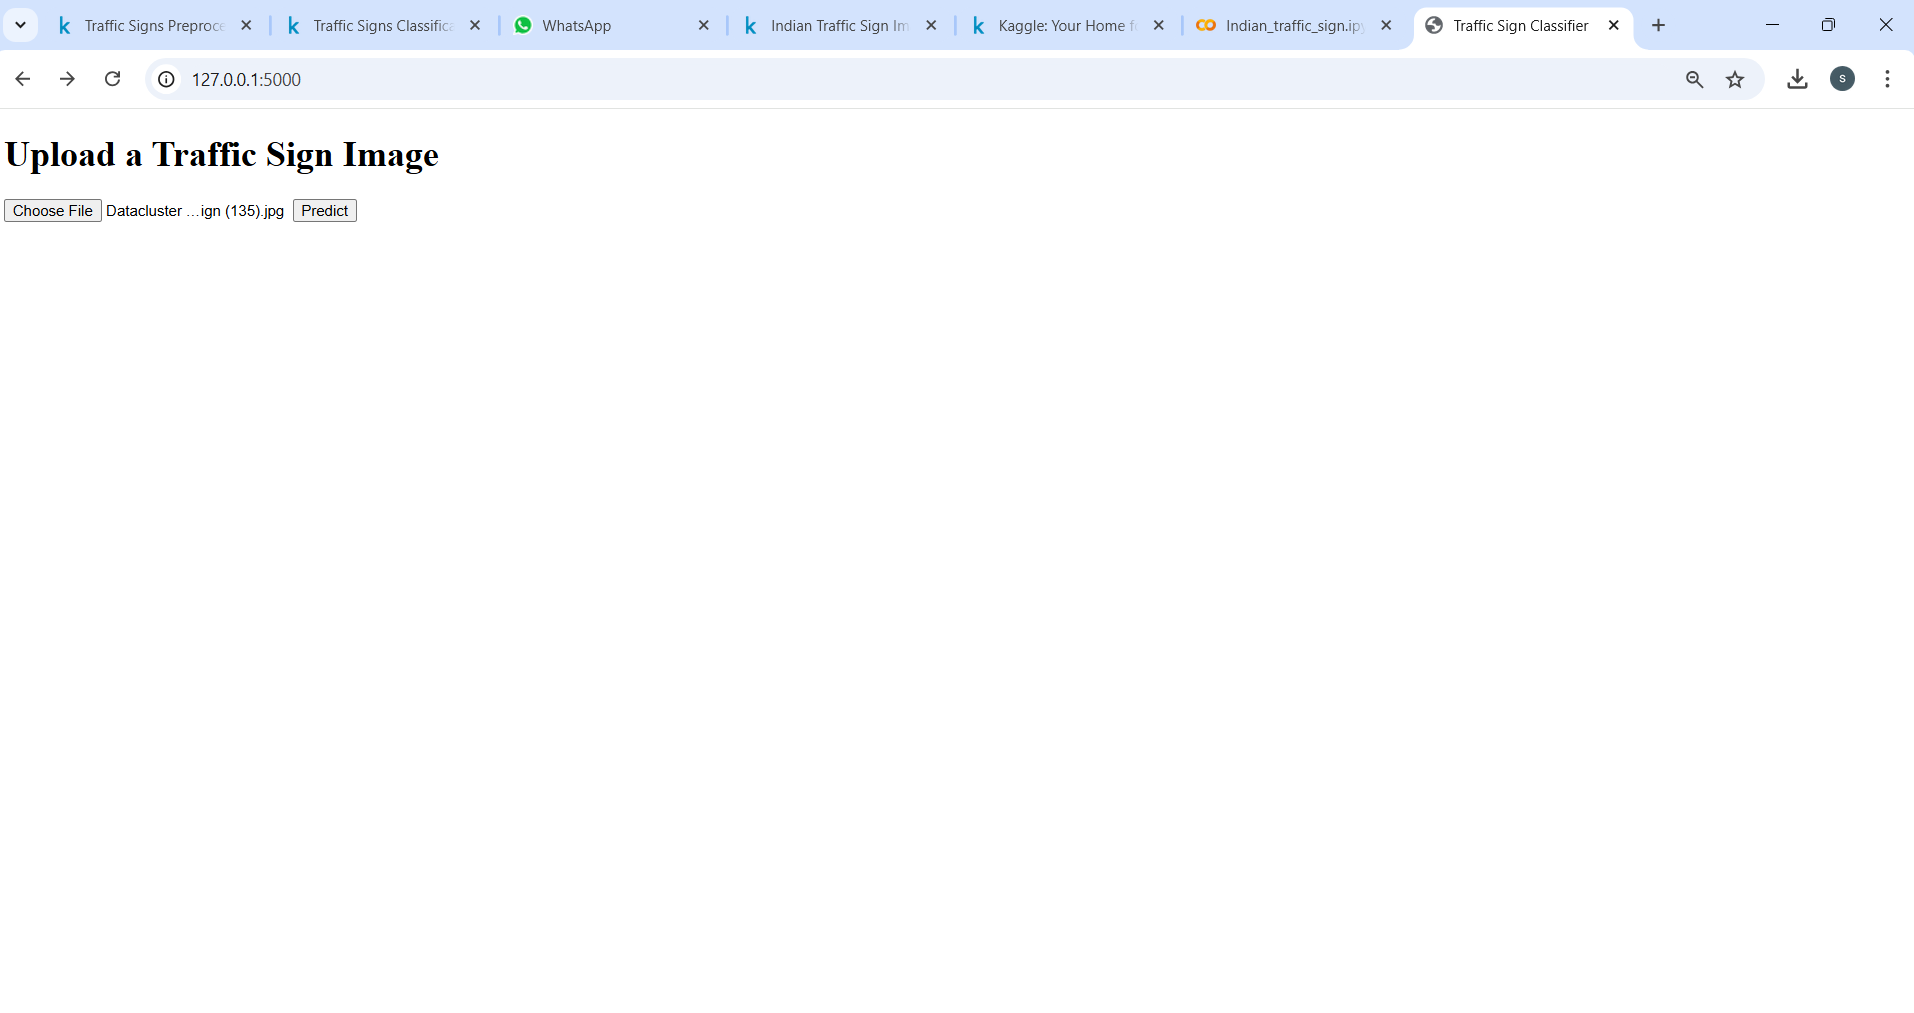 Traffic Signs Preproce
Traffic Signs Classifica
WhatsApp
Indian Traffic Sign Im
Kaggle: Your Home f
Indian_traffic_sign.ip
Traffic Sign Classifier
127.0.0.1:5000
S
Upload a Traffic Sign Image
Choose File Datacluster ...ign (135).jpg Predict